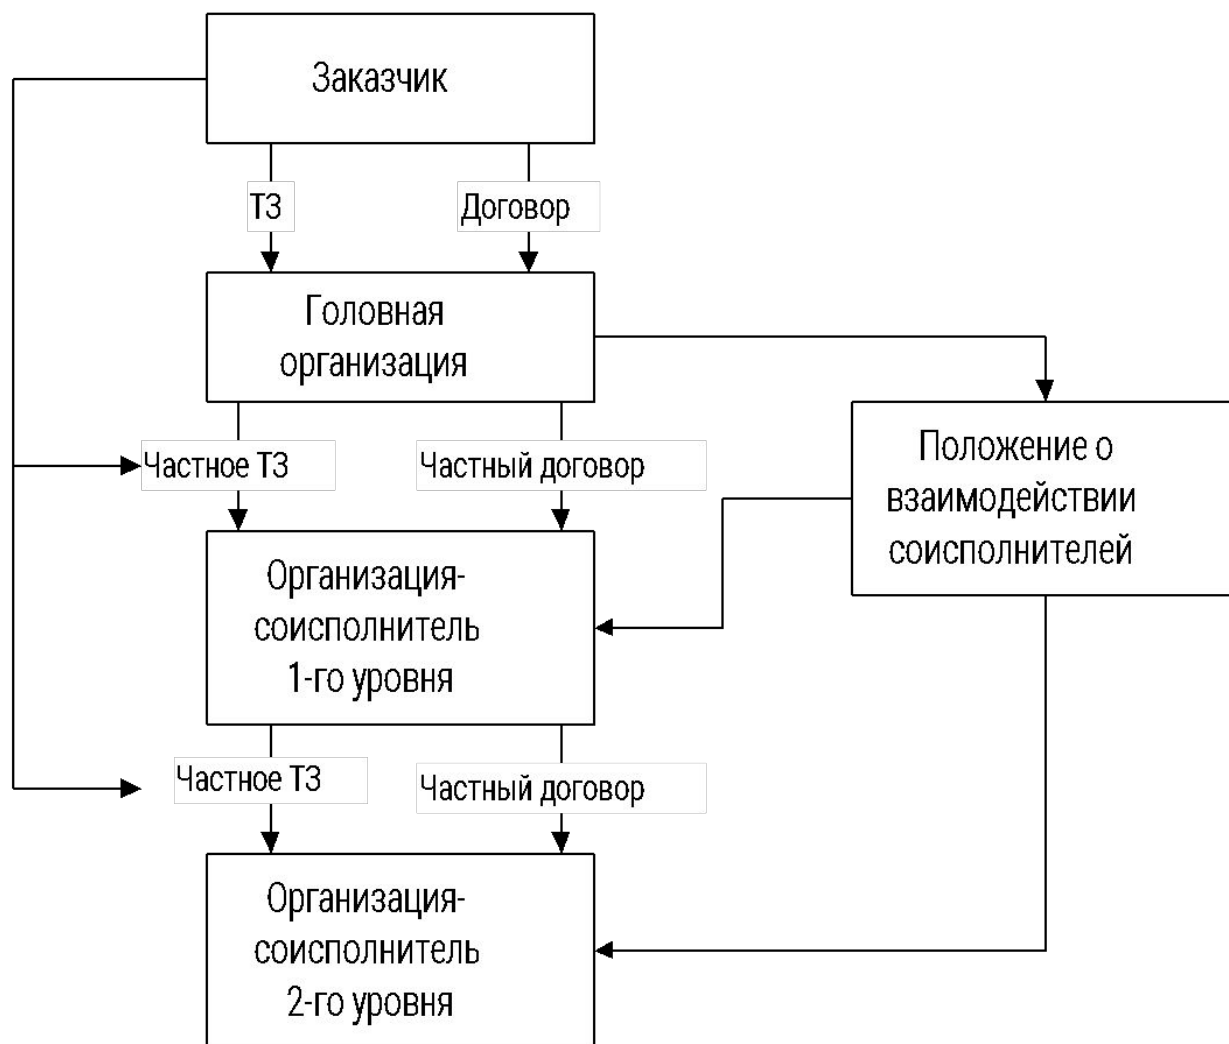 Заказчик
ТЗ
Договор
Головная
организация
Частное ТЗ
Частный договор
Положение о
взаимодействии
соисполнителей
Организация-
соисполнитель
1-го уровня
Частное ТЗ
Частный договор
Организация-
соисполнитель
2-го уровня